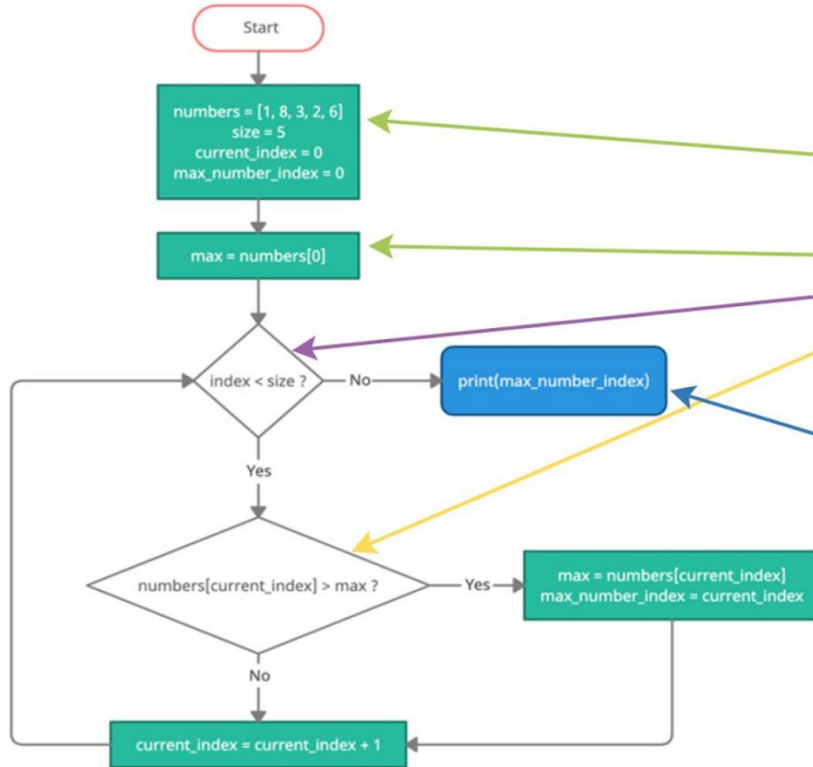 Start
numbers = [1, 8, 3, 2, 6]
size = 5
current_index = 0
max_number_index = 0
max = numbers[0]
index < size ?
No
print(max_number_index)
Yes
numbers[current_index] > max ?
Yes
max = numbers[current_index]
max_number_index = current_index
No
current_index = current_index + 1